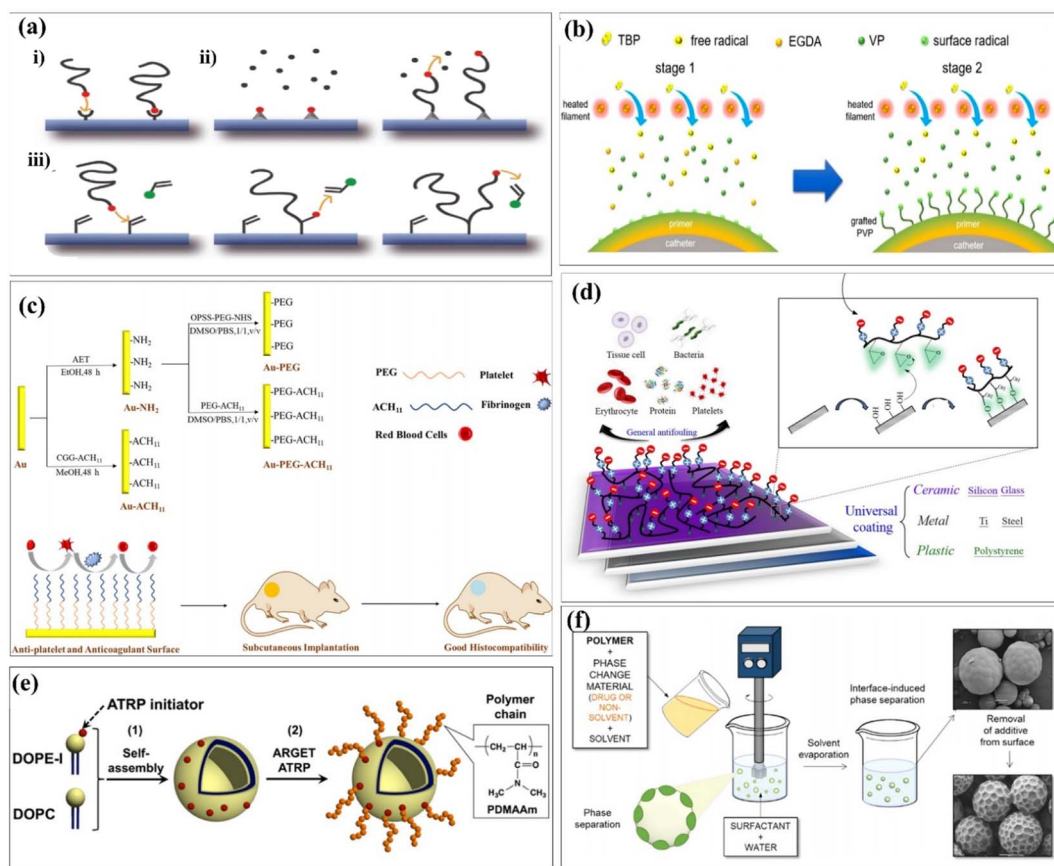 (a)
i)
ii)
iii)
(b)
TBP
free radical
EGDA
VP
surface radical
stage 1
stage 2
heated
filament
heated
filament
primer
catheter
grafted
PVP
primer
catheter
(c)
Au
AET
EtOH,48 h
CGG-ACH₁₁
MeOH,48 h
-NH₂
-NH₂
-NH₂
Au-NH₂
-ACH₁₁
-ACH₁₁
-ACH₁₁
Au-ACH₁₁
OPSS-PEG-NHS
DMSO/PBS,1/1,v/v
PEG-ACH₁₁
DMSO/PBS,1/1,v/v
-PEG
-PEG
-PEG
Au-PEG
-PEG-ACH₁₁
-PEG-ACH₁₁
-PEG-ACH₁₁
Au-PEG-ACH₁₁
PEG
Platelet
ACH₁₁
Fibrinogen
Red Blood Cells
Anti-platelet and Anticoagulant Surface
Subcutaneous Implantation
Good Histocompatibility
(d)
Tissue cell
Bacteria
Erythrocyte
Protein
Platelets
General antifouling
HO
HO
HO
Universal
coating
Ceramic
Silicon
Glass
Metal
Ti
Steel
Plastic
Polystyrene
(e)
ATRP initiator
DOPE-I
DOPC
(1)
Self-
assembly
(2)
ARGET
ATRP
Polymer
chain
CH₂
CH
n
C=O
N
H₃C
CH₃
PDMAAm
(f)
POLYMER
+
PHASE
CHANGE
MATERIAL
(DRUG OR
NON-
SOLVENT)
+
SOLVENT
Phase
separation
SURFACTANT
+
WATER
Solvent
evaporation
Interface-induced
phase separation
Removal
of additive
from surface